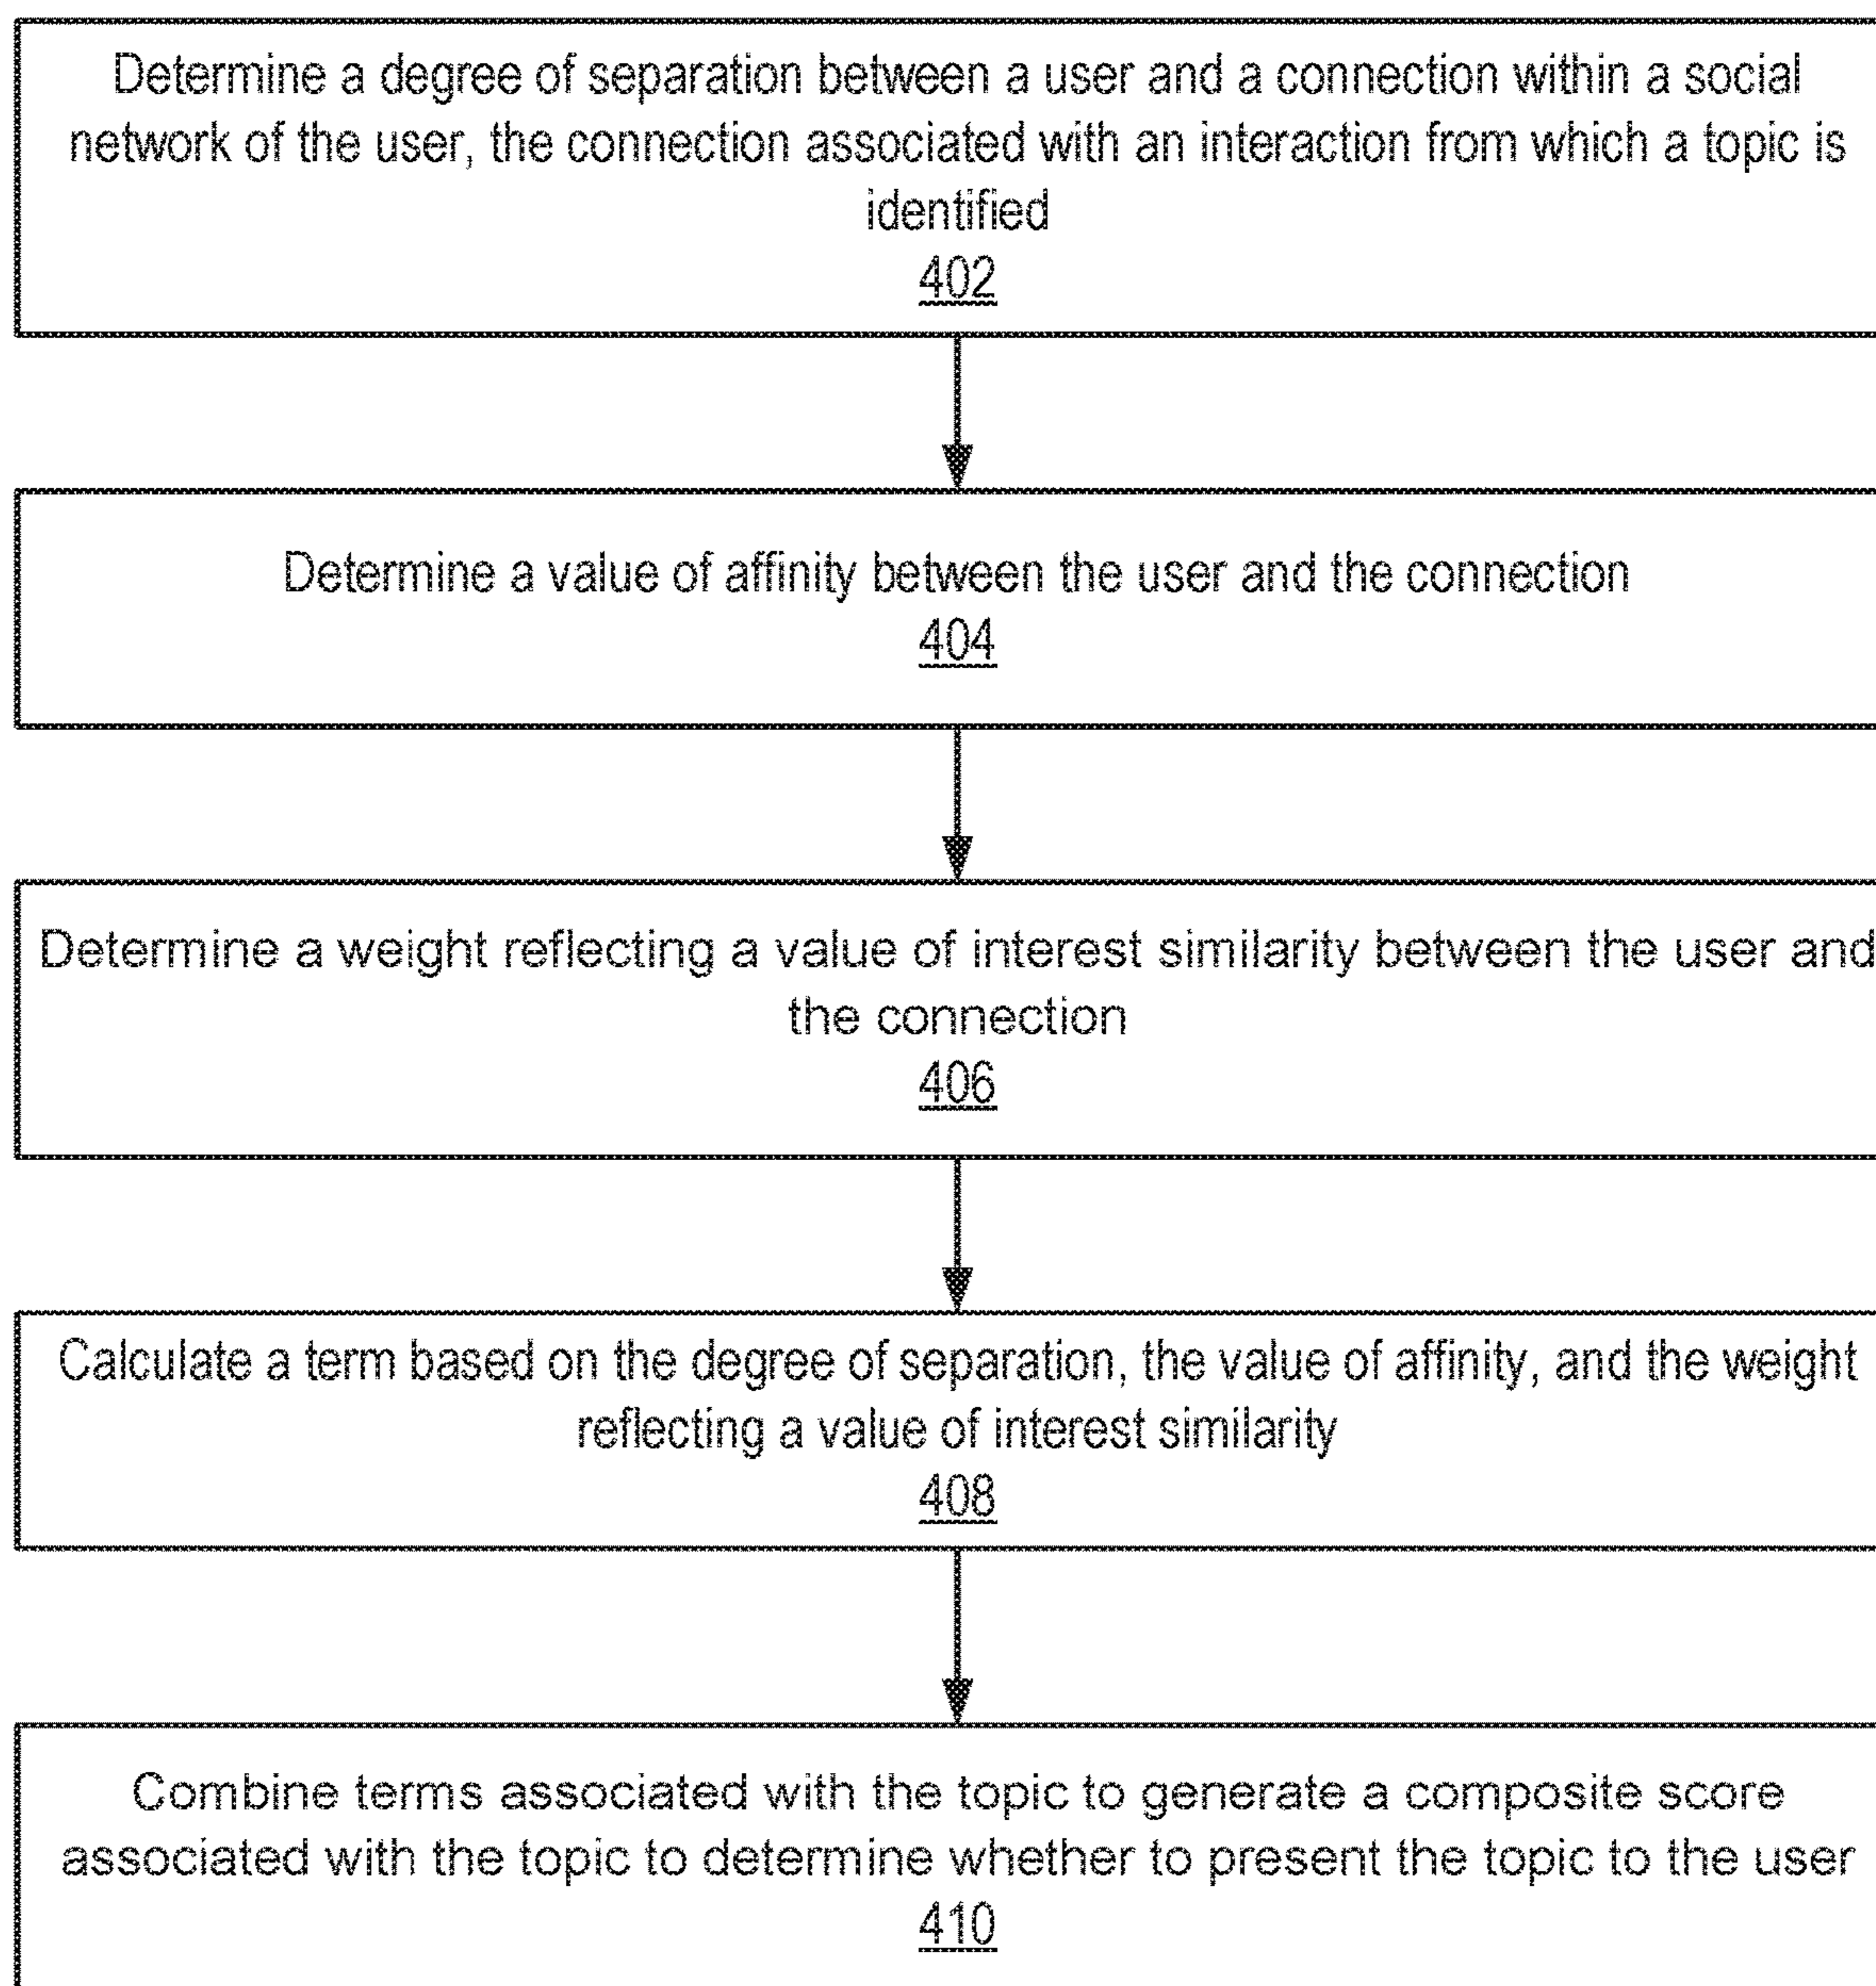 Determine a degree of separation between a user and a connection within a social
network of the user, the connection associated with an interaction from which a topic is
identified
402
Determine a value of affinity between the user and the connection
404
Determine a weight reflecting a value of interest similarity between the user and
the connection
406
Calculate a term based on the degree of separation, the value of affinity, and the weight
reflecting a value of interest similarity
408
Combine terms associated with the topic to generate a composite score
associated with the topic to determine whether to present the topic to the user
410